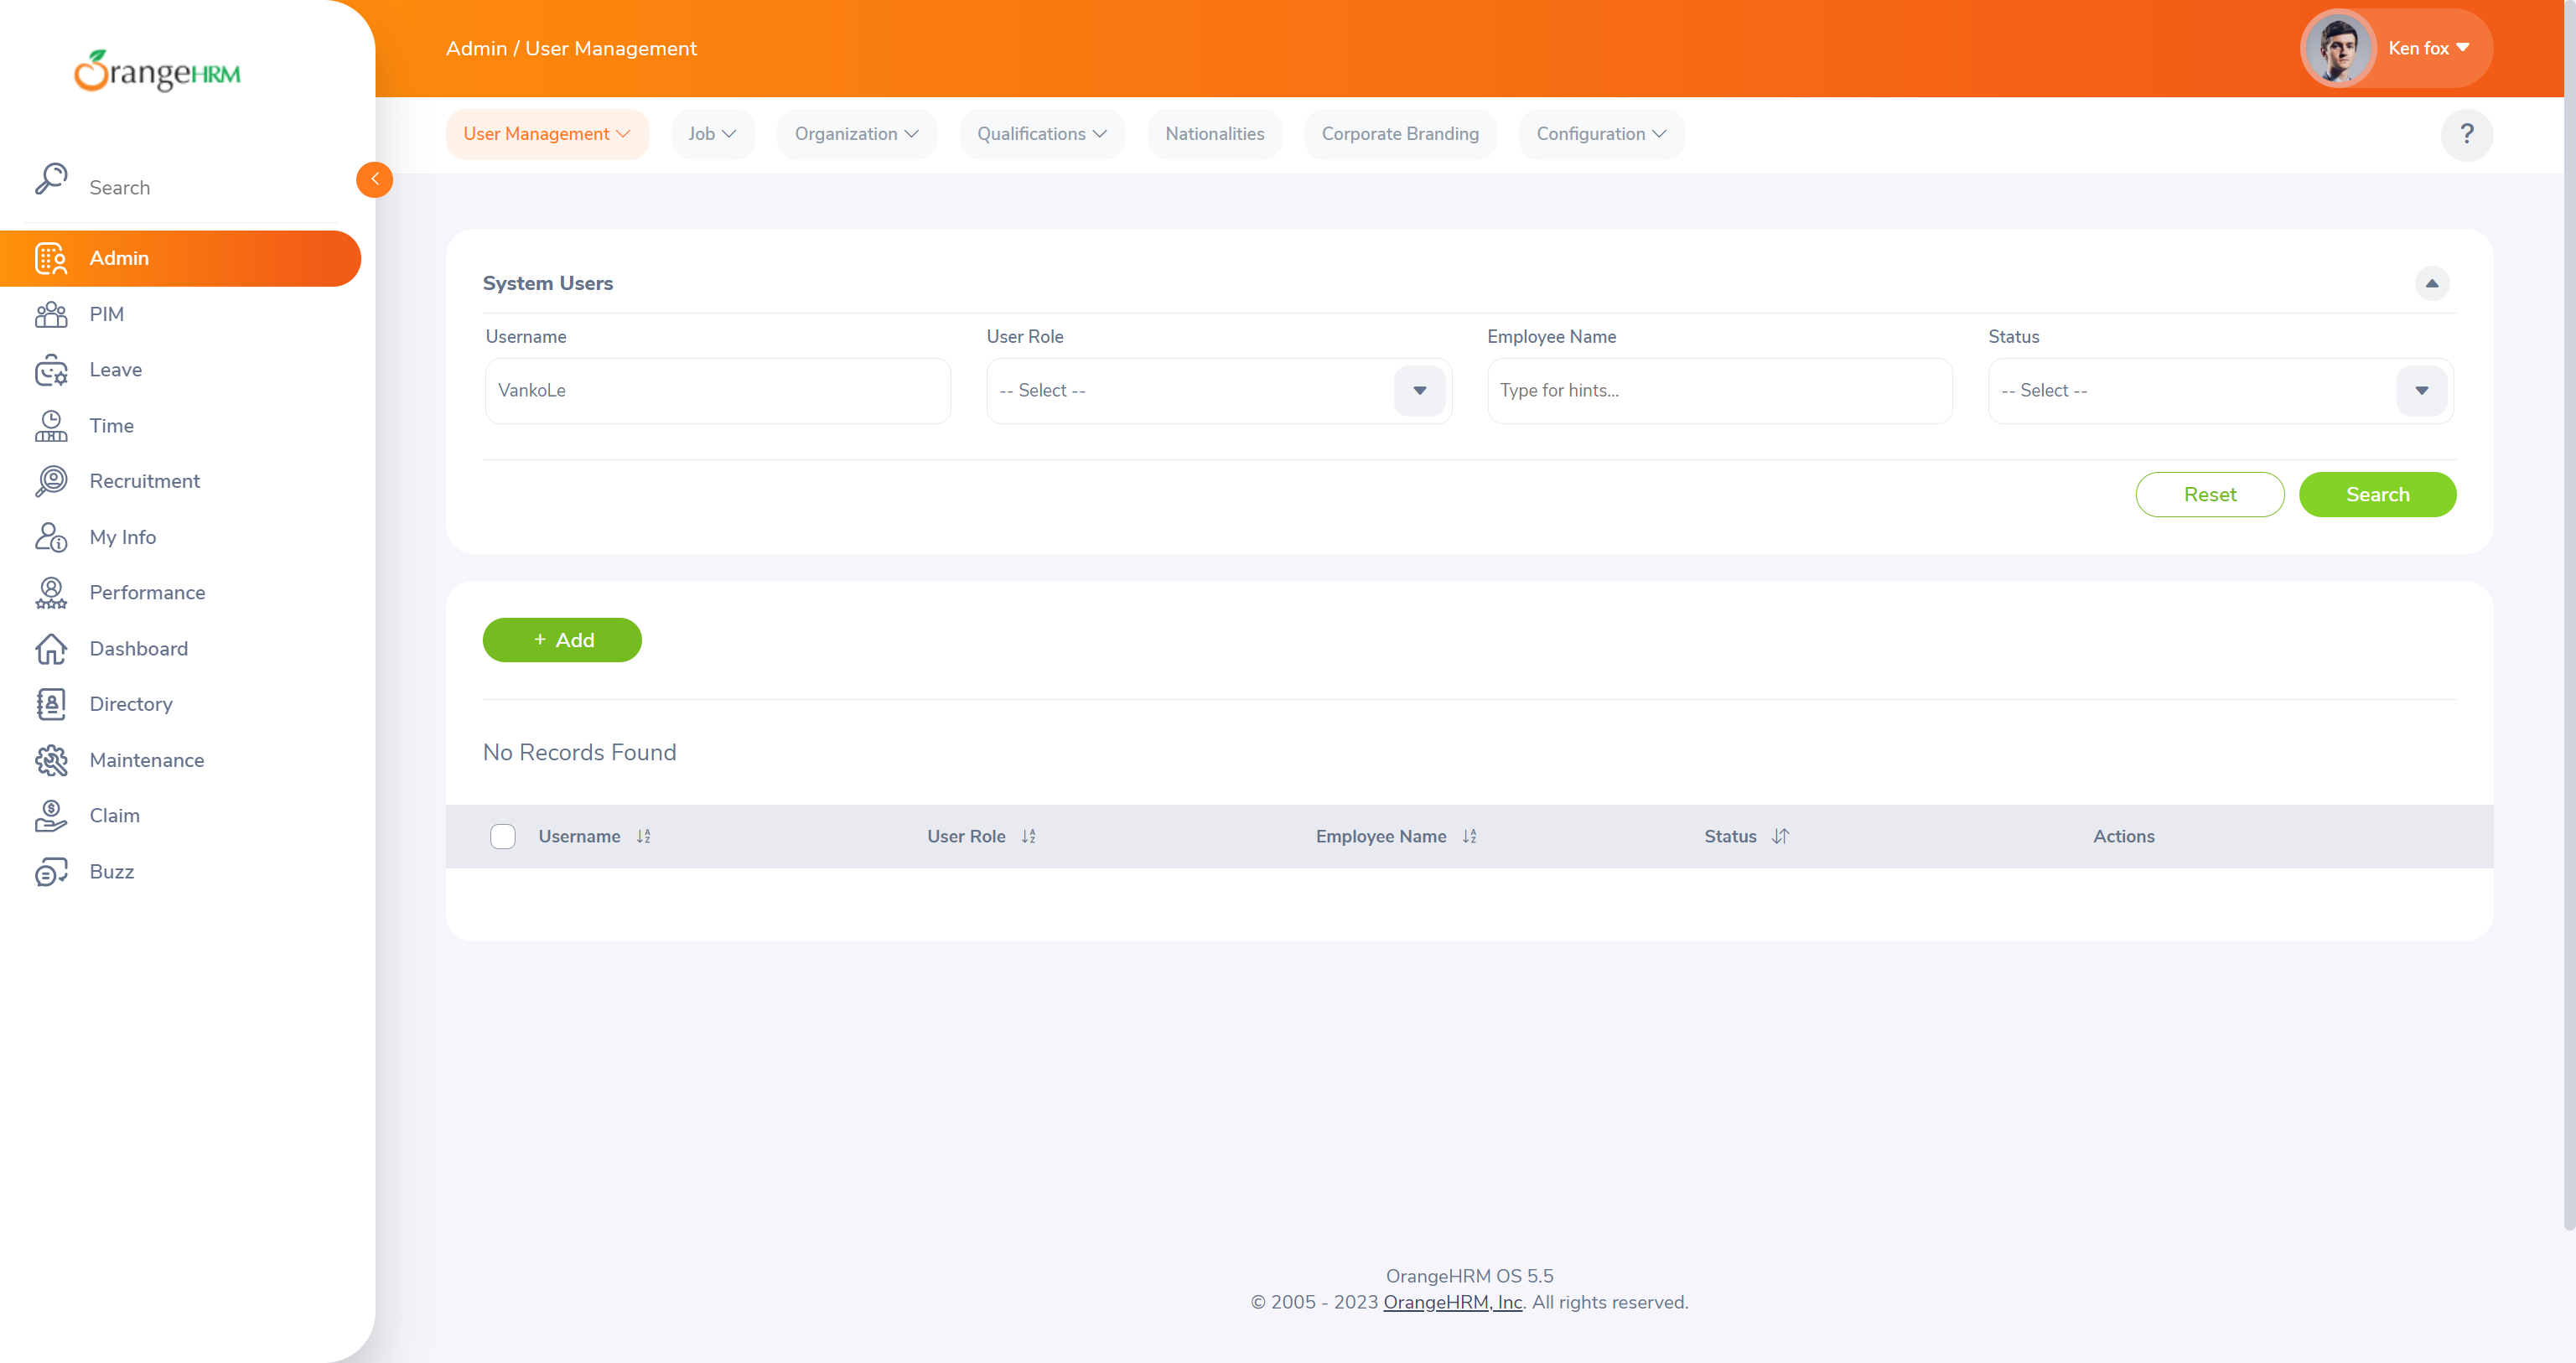 OrangeHRM
Admin / User Management
Ken fox
User Management
Job
Organization
Qualifications
Nationalities
Corporate Branding
Configuration
?
Search
Admin
PIM
Leave
Time
Recruitment
My Info
Performance
Dashboard
Directory
Maintenance
Claim
Buzz
System Users
Username
User Role
Employee Name
Status
VankoLe
-- Select --
Type for hints...
-- Select --
Reset
Search
+ Add
No Records Found
Username
User Role
Employee Name
Status
Actions
OrangeHRM OS 5.5
© 2005 - 2023 OrangeHRM, Inc. All rights reserved.